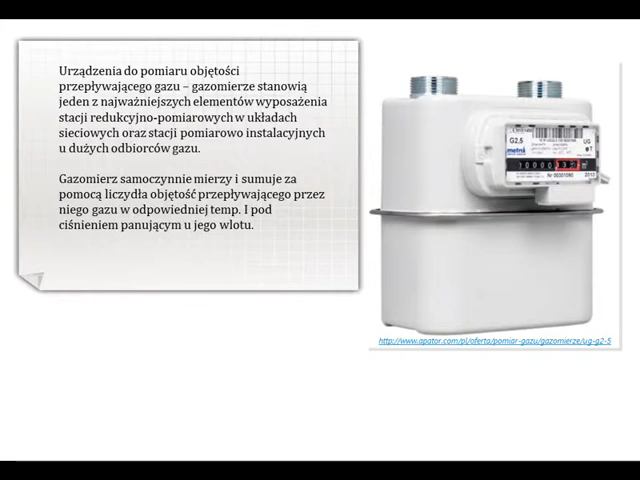 Urządzenia do pomiaru objętości
przepływającego gazu – gazomierze stanowią
jeden z najważniejszych elementów wyposażenia
stacji redukcyjno-pomiarowych w układach
sieciowych oraz stacji pomiarowo instalacyjnych
u dużych odbiorców gazu.
Gazomierz samoczynnie mierzy i sumuje za
pomocą liczydła objętość przepływającego przez
niego gazu w odpowiedniej temp. I pod
ciśnieniem panującym u jego wlotu.
G2,5
UG
metrix
m³
2013
http://www.apator.com/pl/oferta/pomiar-gazu/gazomierze/ug-g2-5